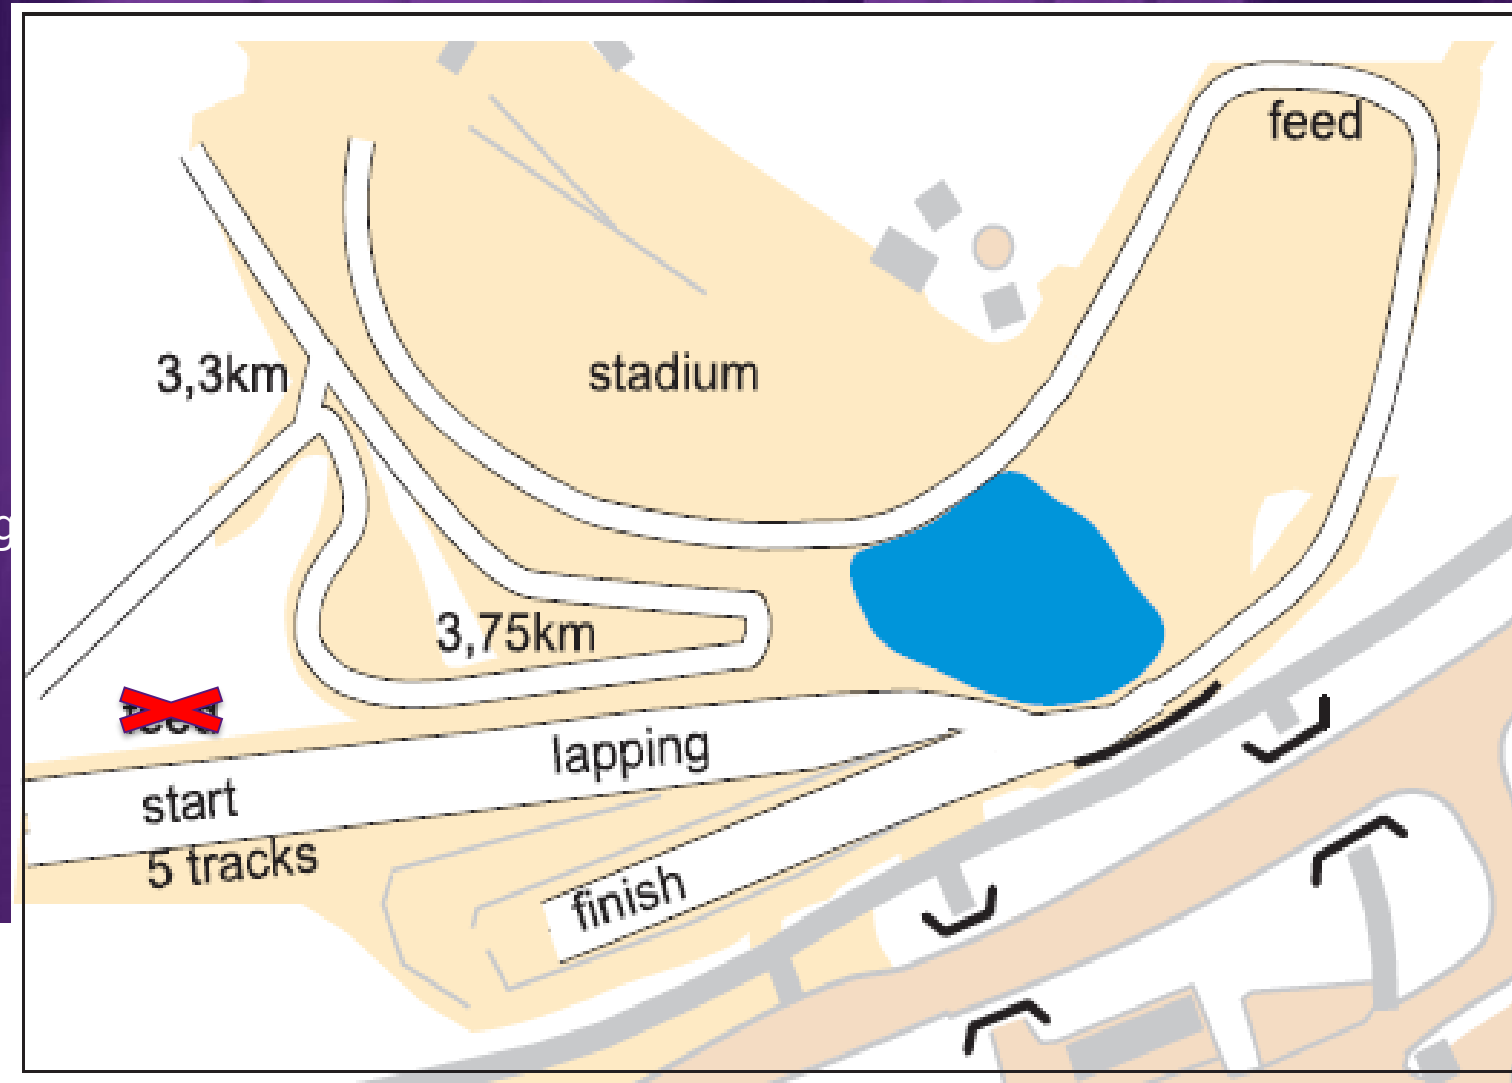 feed
3,3km
stadium
3,75km
lapping
start
5 tracks
finish